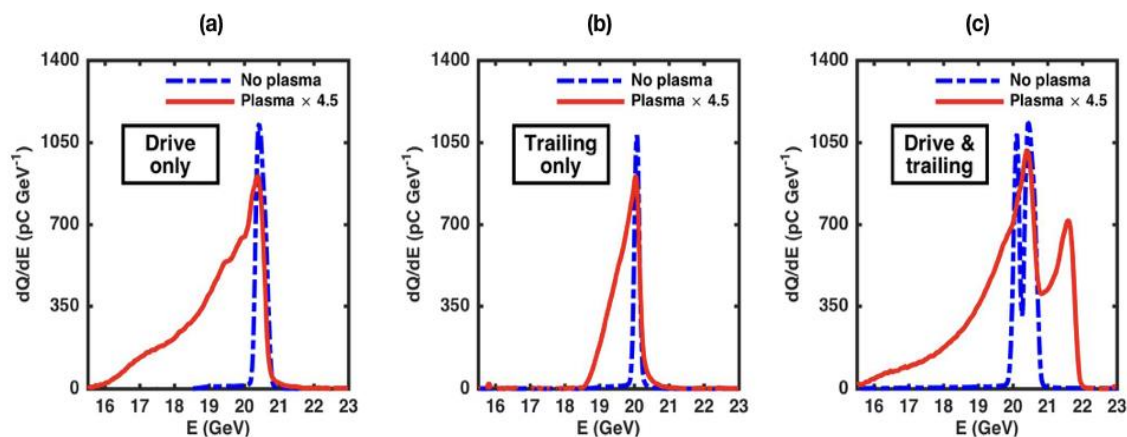 (a)
1400
1050
700
350
0
dQ/dE (pC GeV⁻¹)
No plasma
Plasma × 4.5
Drive
only
16 17 18 19 20 21 22 23
E (GeV)
(b)
1400
1050
700
350
0
dQ/dE (pC GeV⁻¹)
No plasma
Plasma × 4.5
Trailing
only
16 17 18 19 20 21 22 23
E (GeV)
(c)
1400
1050
700
350
0
dQ/dE (pC GeV⁻¹)
No plasma
Plasma × 4.5
Drive &
trailing
16 17 18 19 20 21 22 23
E (GeV)